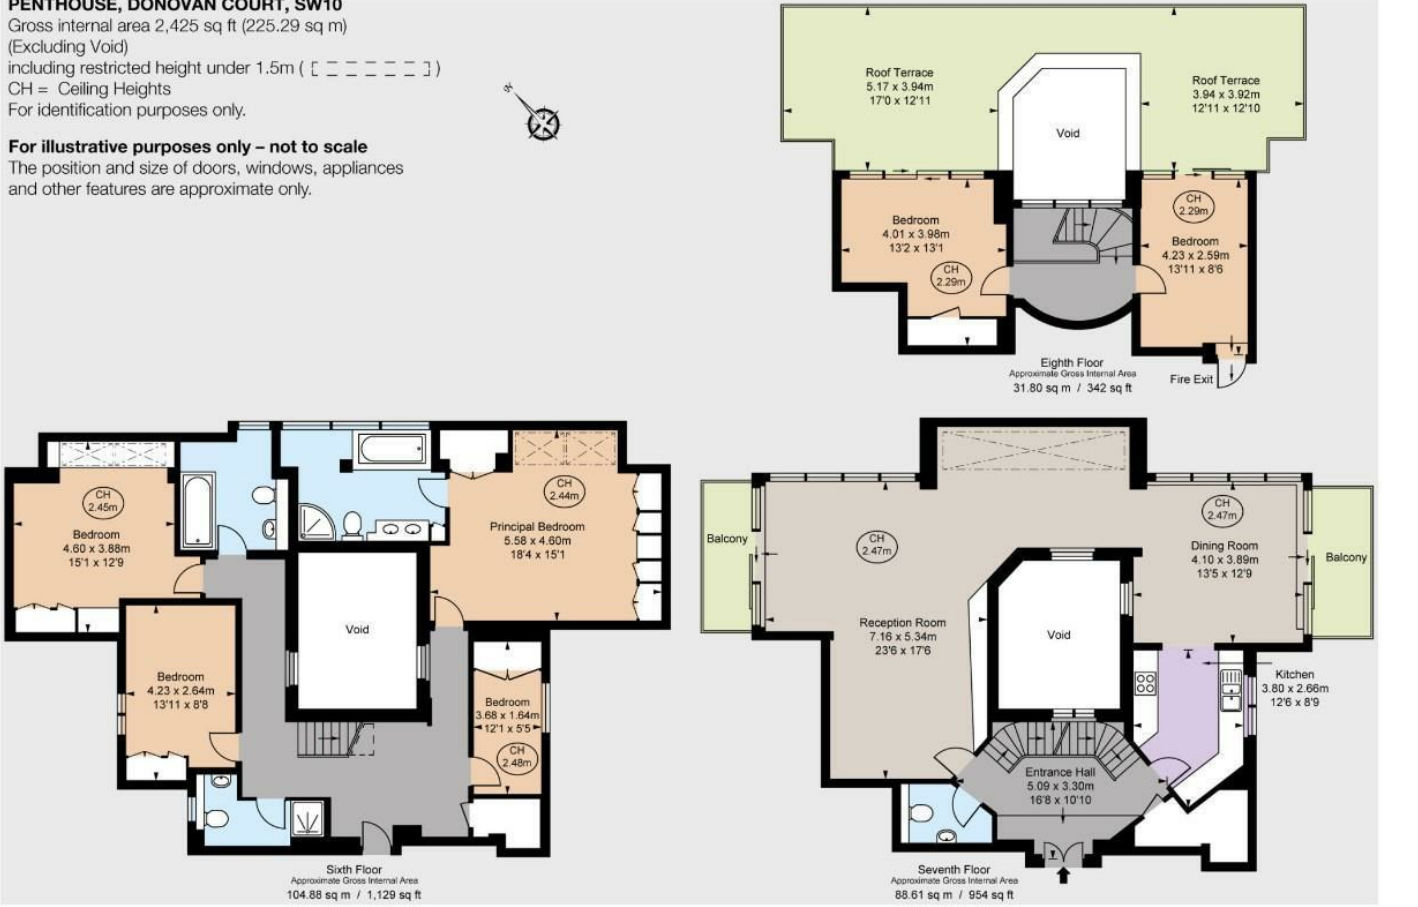 PENTHOUSE, DONOVAN COURT, SW10
Gross internal area 2,425 sq ft (225.29 sq m)
(Excluding Void)
including restricted height under 1.5m ( )
CH = Ceiling Heights
For identification purposes only.
For illustrative purposes only – not to scale
The position and size of doors, windows, appliances
and other features are approximate only.
N
Roof Terrace
5.17 x 3.94m
17'0 x 12'11
Void
Roof Terrace
3.94 x 3.92m
12'11 x 12'10
Bedroom
4.01 x 3.98m
13'2 x 13'1
CH
2.29m
CH
2.29m
Bedroom
4.23 x 2.59m
13'11 x 8'6
Eighth Floor
Approximate Gross Internal Area
31.80 sq m / 342 sq ft
Fire Exit
CH
2.45m
Bedroom
4.60 x 3.88m
15'1 x 12'9
CH
2.44m
Principal Bedroom
5.58 x 4.60m
18'4 x 15'1
Void
Bedroom
4.23 x 2.64m
13'11 x 8'8
Bedroom
3.68 x 1.64m
12'1 x 5'5
CH
2.48m
Sixth Floor
Approximate Gross Internal Area
104.88 sq m / 1,129 sq ft
Balcony
CH
2.47m
Reception Room
7.16 x 5.34m
23'6 x 17'6
Void
CH
2.47m
Dining Room
4.10 x 3.89m
13'5 x 12'9
Balcony
Kitchen
3.80 x 2.66m
12'6 x 8'9
Entrance Hall
5.09 x 3.30m
16'8 x 10'10
Seventh Floor
Approximate Gross Internal Area
88.61 sq m / 954 sq ft